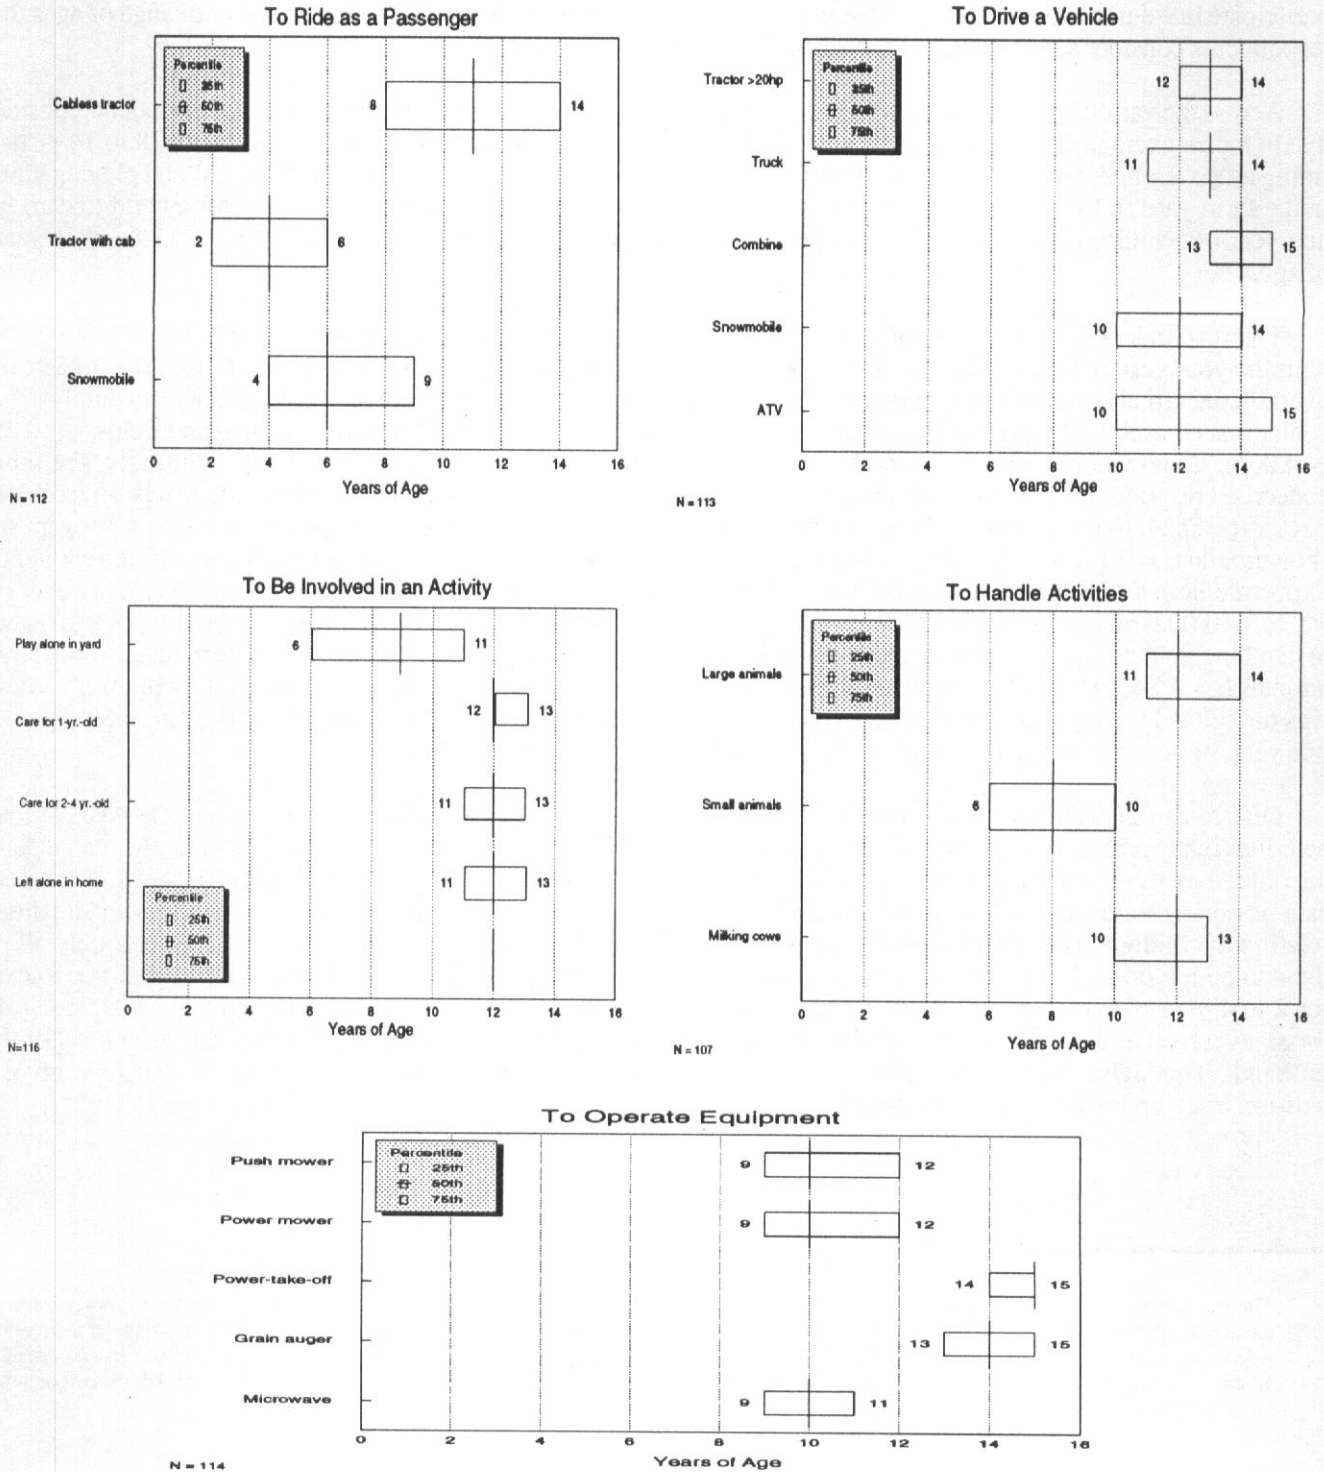 To Ride as a Passenger
Percentile
25th
50th
75th
Cabless tractor
8
14
Tractor with cab
2
6
Snowmobile
4
9
0 2 4 6 8 10 12 14 16
Years of Age
N = 112
To Drive a Vehicle
Percentile
25th
50th
75th
Tractor >20hp
12
14
Truck
11
14
Combine
13
15
Snowmobile
10
14
ATV
10
15
0 2 4 6 8 10 12 14 16
Years of Age
N = 113
To Be Involved in an Activity
Play alone in yard
6
11
Care for 1-yr.-old
12
13
Care for 2-4 yr.-old
11
13
Left alone in home
11
13
Percentile
25th
50th
75th
0 2 4 6 8 10 12 14 16
Years of Age
N=116
To Handle Activities
Percentile
25th
50th
75th
Large animals
11
14
Small animals
6
10
Milking cows
10
13
0 2 4 6 8 10 12 14 16
Years of Age
N = 107
To Operate Equipment
Percentile
25th
50th
75th
Push mower
9
12
Power mower
9
12
Power-take-off
14
15
Grain auger
13
15
Microwave
9
11
0 2 4 6 8 10 12 14 16
Years of Age
N = 114